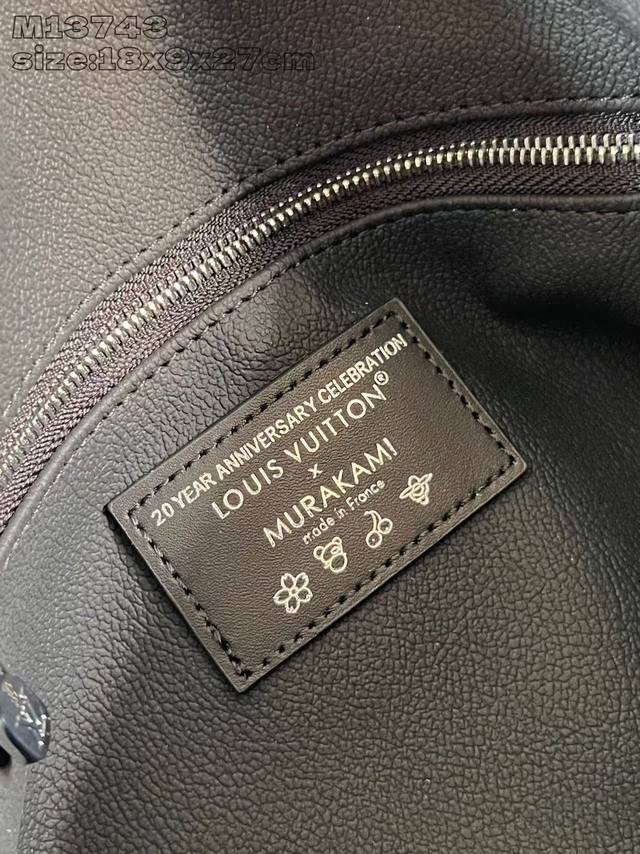 M13743
size:18x9x27cm
20 YEAR ANNIVERSARY CELEBRATION
LOUIS VUITTON®
x
MURAKAMI
made in France